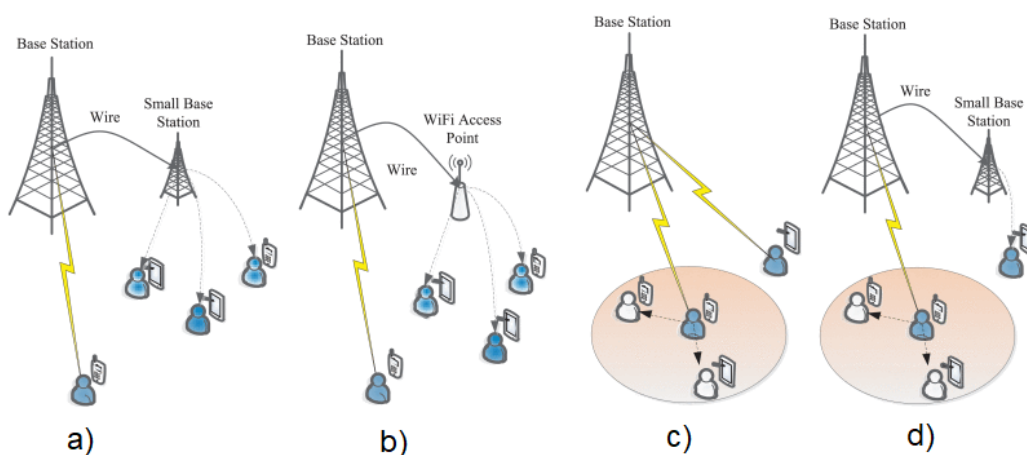 Base Station
Wire
Small Base
Station
a)
Base Station
Wire
WiFi Access
Point
b)
Base Station
c)
Base Station
Wire
Small Base
Station
d)